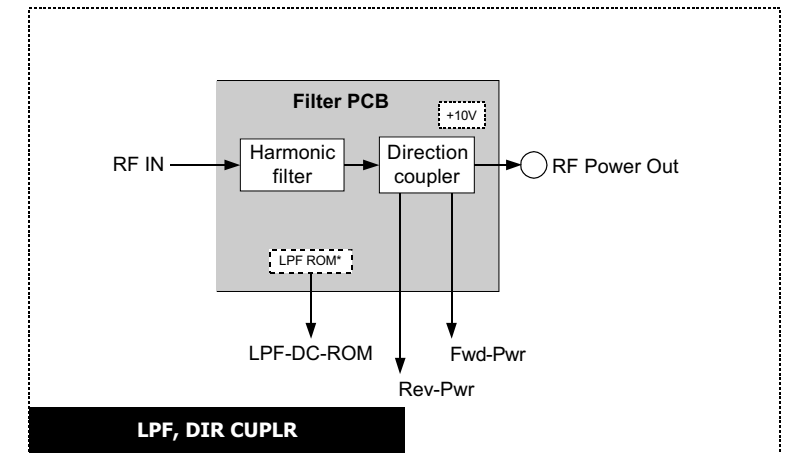 Filter PCB
+10V
RF IN
Harmonic
filter
Direction
coupler
RF Power Out
LPF ROM*
LPF-DC-ROM
Fwd-Pwr
Rev-Pwr
LPF, DIR CUPLR